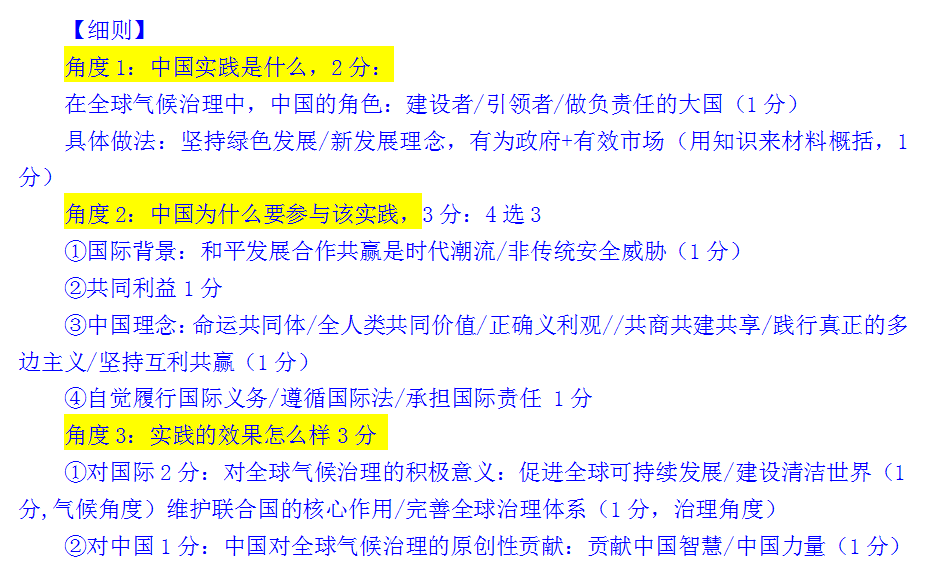 【细则】
角度1：中国实践是什么，2分：
在全球气候治理中，中国的角色：建设者/引领者/做负责任的大国（1分）
具体做法：坚持绿色发展/新发展理念，有为政府+有效市场（用知识来材料概括，1
分）
角度2：中国为什么要参与该实践，3分：4选3
①国际背景：和平发展合作共赢是时代潮流/非传统安全威胁（1分）
②共同利益1分
③中国理念：命运共同体/全人类共同价值/正确义利观//共商共建共享/践行真正的多
边主义/坚持互利共赢（1分）
④自觉履行国际义务/遵循国际法/承担国际责任 1分
角度3：实践的效果怎么样3分
①对国际2分：对全球气候治理的积极意义：促进全球可持续发展/建设清洁世界（1
分,气候角度）维护联合国的核心作用/完善全球治理体系（1分，治理角度）
②对中国1分：中国对全球气候治理的原创性贡献：贡献中国智慧/中国力量（1分）